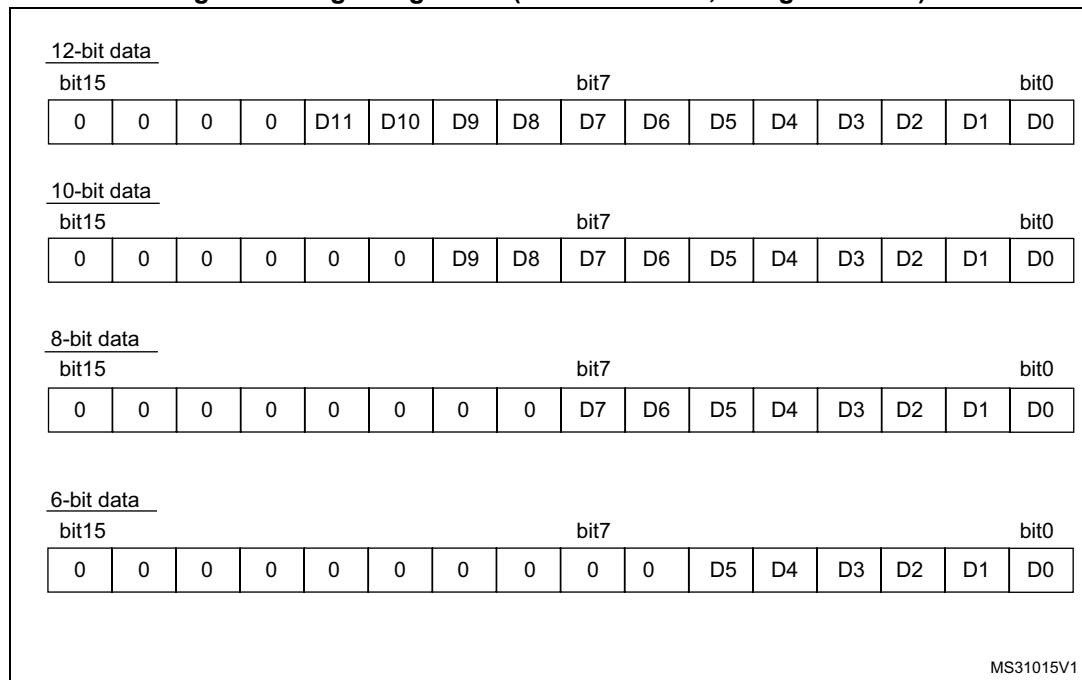 12-bit data
bit15 bit7 bit0
0 0 0 0 D11 D10 D9 D8 D7 D6 D5 D4 D3 D2 D1 D0
10-bit data
bit15 bit7 bit0
0 0 0 0 0 0 D9 D8 D7 D6 D5 D4 D3 D2 D1 D0
8-bit data
bit15 bit7 bit0
0 0 0 0 0 0 0 0 D7 D6 D5 D4 D3 D2 D1 D0
6-bit data
bit15 bit7 bit0
0 0 0 0 0 0 0 0 0 0 D5 D4 D3 D2 D1 D0
MS31015V1